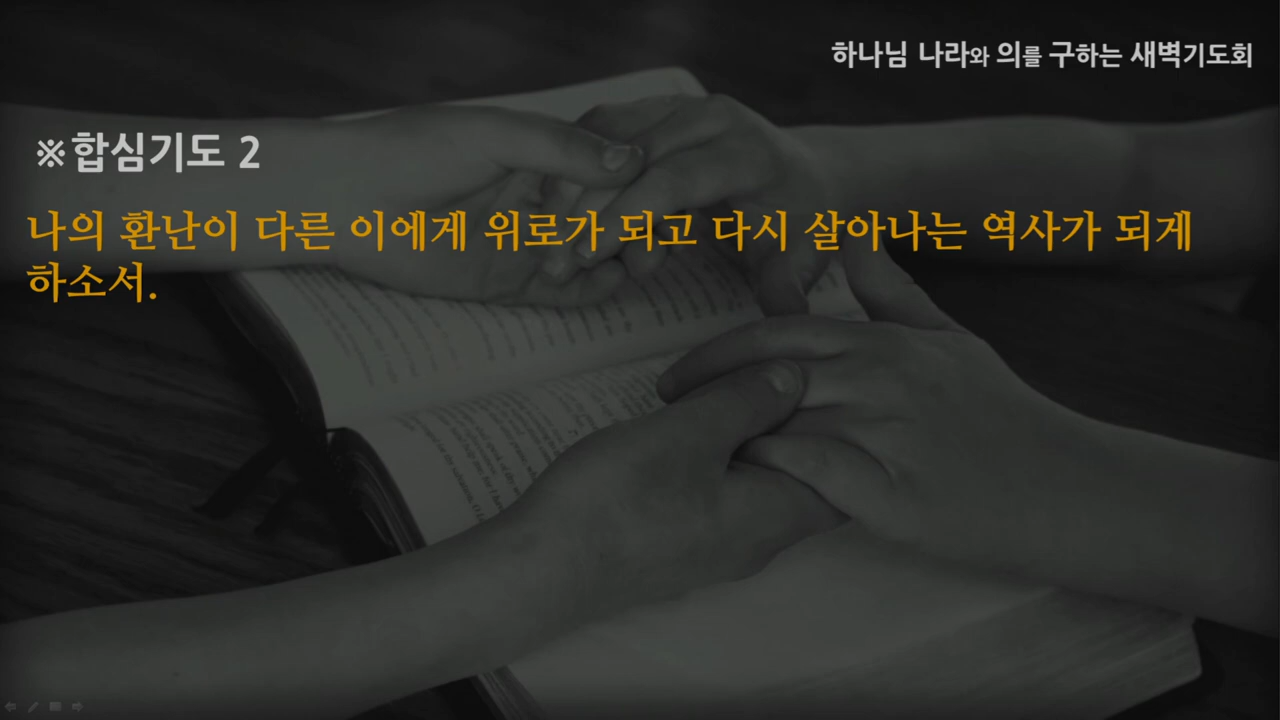 하나님 나라와 의를 구하는 새벽기도회
※합심기도 2
나의 환난이 다른 이에게 위로가 되고 다시 살아나는 역사가 되게
하소서.